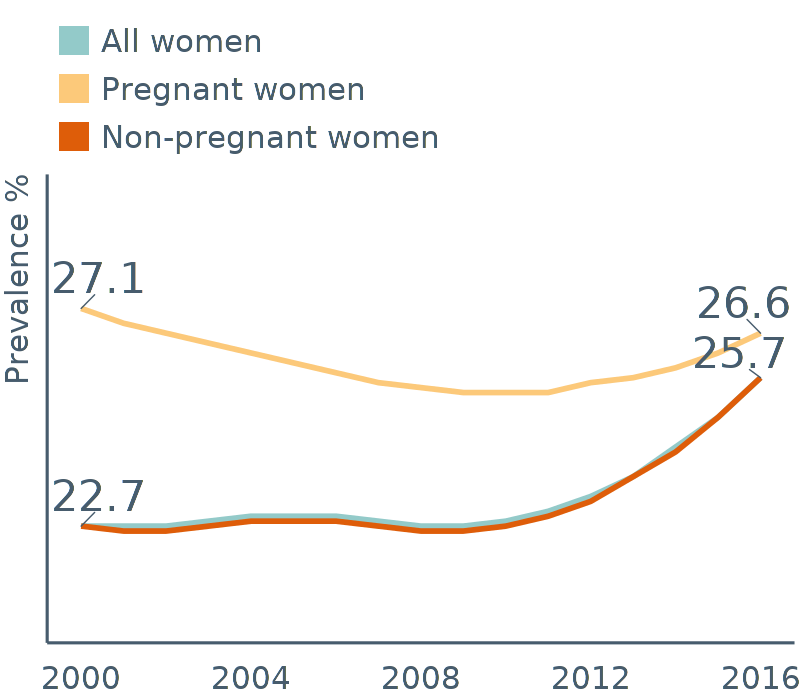 All women
Pregnant women
Non-pregnant women
Prevalence %
27.1
26.6
25.7
22.7
2000 2004 2008 2012 2016